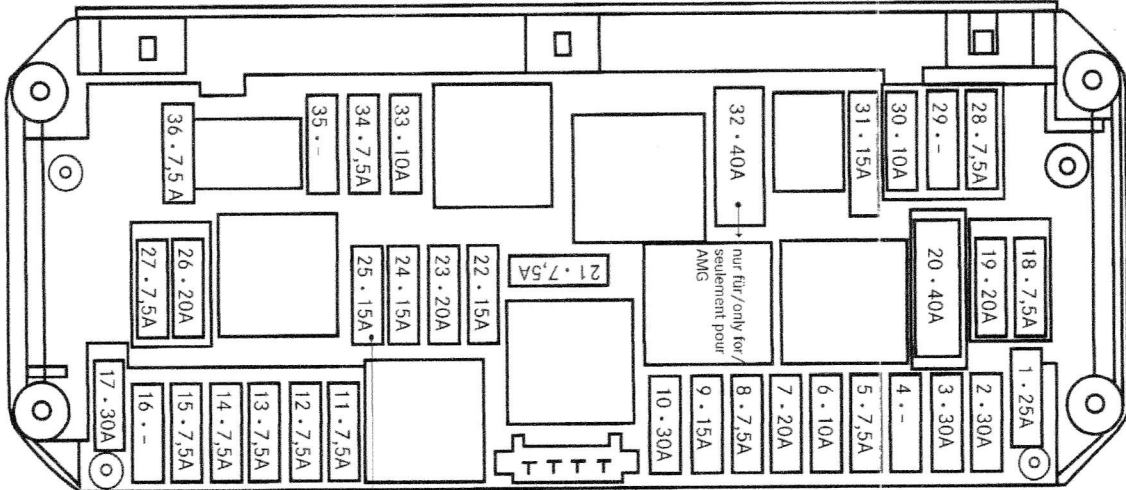 36 • 7,5 A
35 • -
34 • 7,5A
33 • 10A
32 • 40A
31 • 15A
30 • 10A
29 • -
28 • 7,5A
nur für/only for/
seulement pour
AMG
27 • 7,5A
26 • 20A
25 • 15A
24 • 15A
23 • 20A
22 • 15A
21 • 7,5A
20 • 40A
19 • 20A
18 • 7,5A
17 • 30A
16 • -
15 • 7,5A
14 • 7,5A
13 • 7,5A
12 • 7,5A
11 • 7,5A
10 • 30A
9 • 15A
8 • 7,5A
7 • 20A
6 • 10A
5 • 7,5A
4 • -
3 • 30A
2 • 30A
1 • 25A